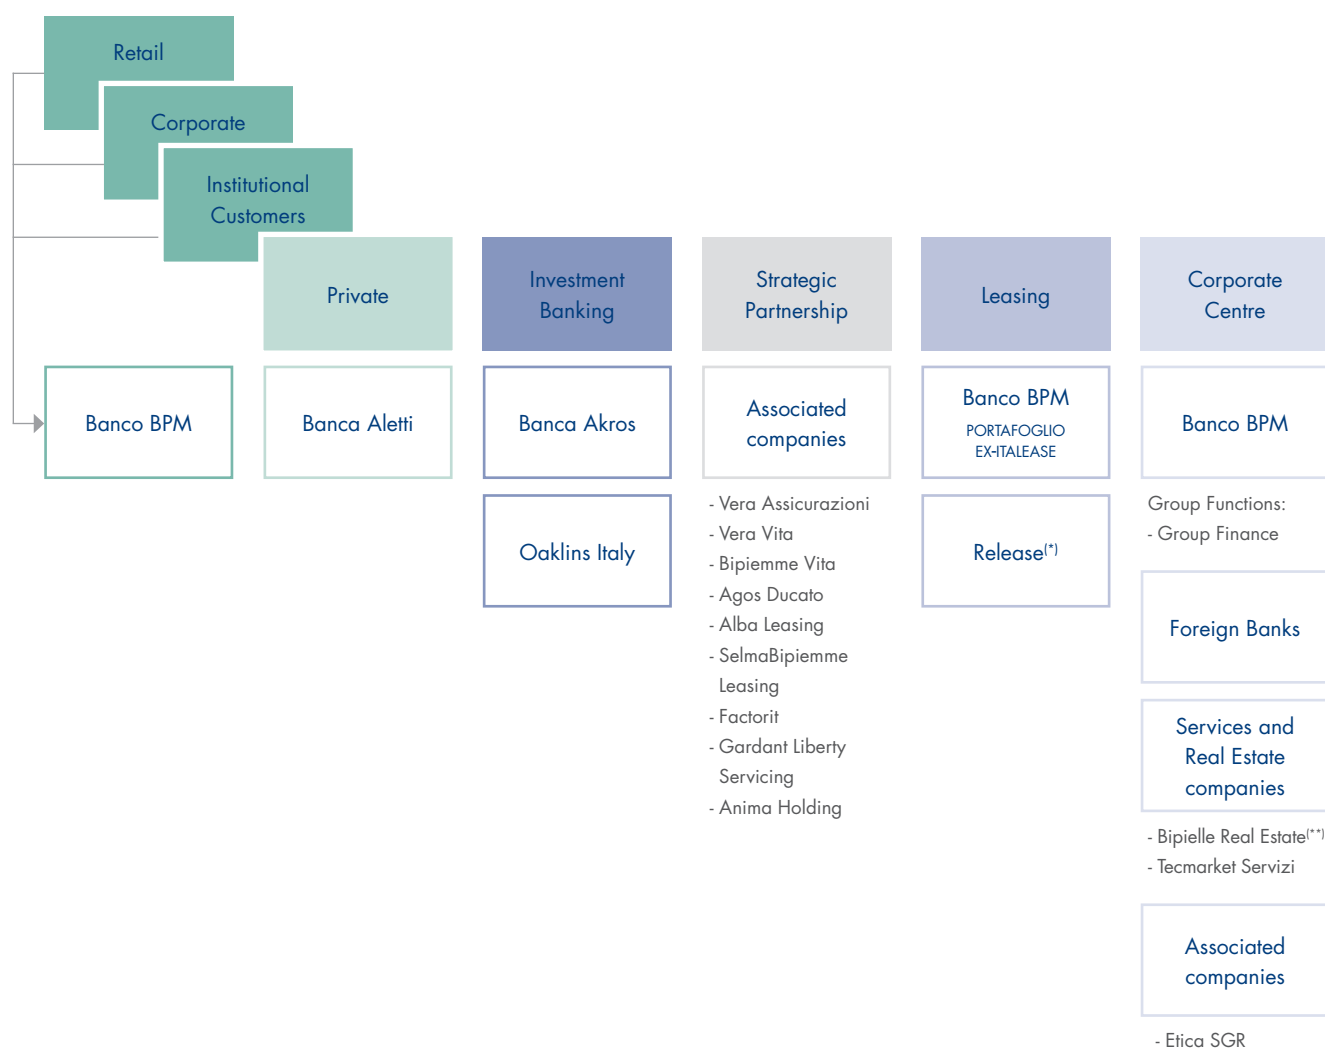 Retail
Corporate
Institutional
Customers
Private
Investment
Banking
Strategic
Partnership
Leasing
Corporate
Centre
Banco BPM
Banca Aletti
Banca Akros
Oaklins Italy
Associated
companies
- Vera Assicurazioni
- Vera Vita
- Bipiemme Vita
- Agos Ducato
- Alba Leasing
- SelmaBipiemme
Leasing
- Factorit
- Gardant Liberty
Servicing
- Anima Holding
Banco BPM
PORTAFOGLIO
EX-ITALEASE
Release(*)
Banco BPM
Group Functions:
- Group Finance
Foreign Banks
Services and
Real Estate
companies
- Bipielle Real Estate(**)
- Tecmarket Servizi
Associated
companies
- Etica SGR